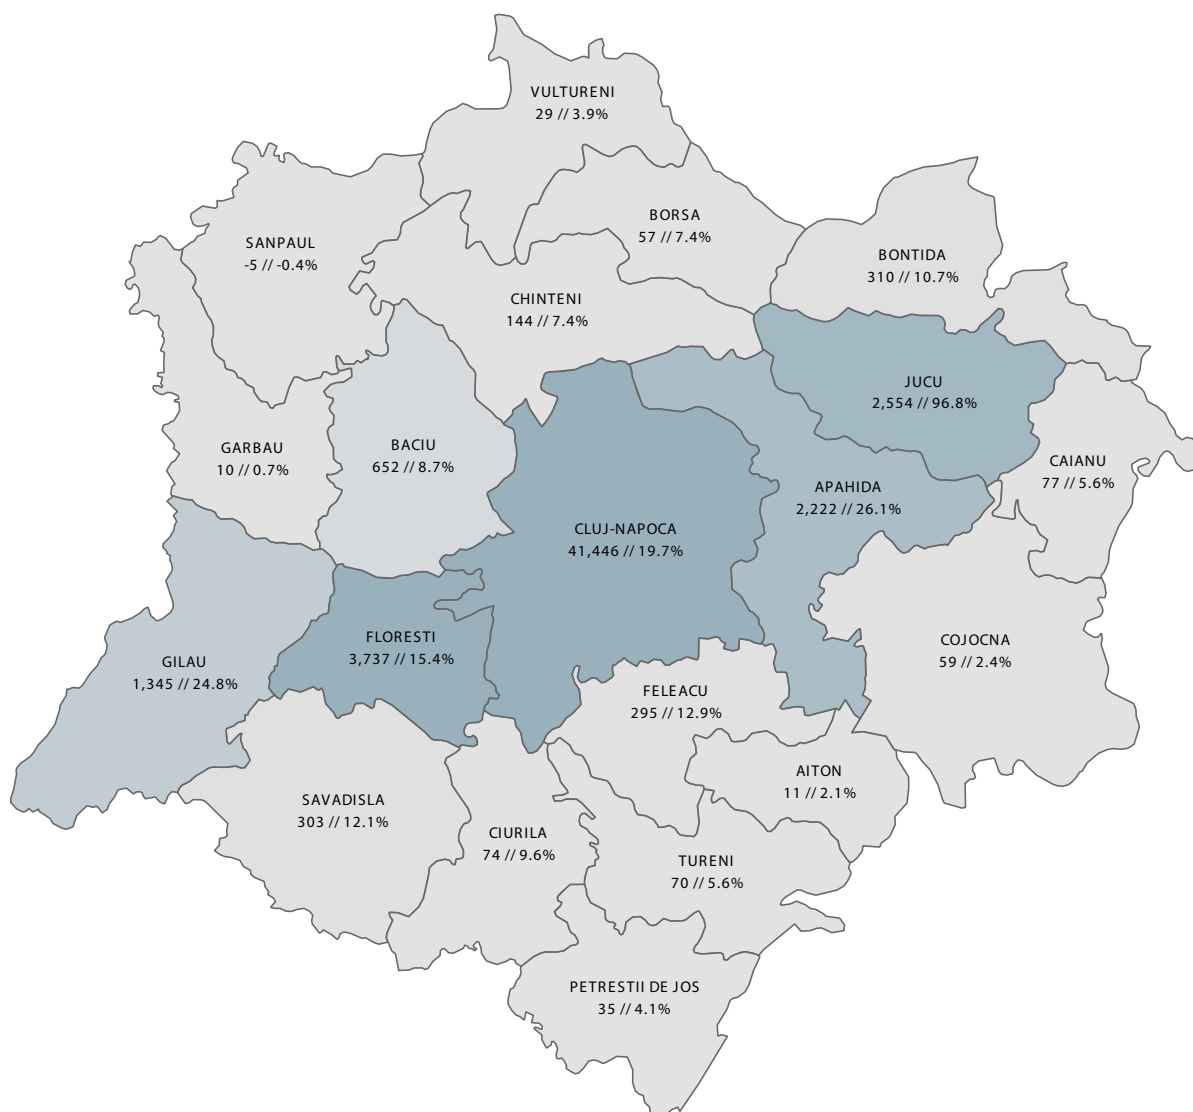 VULTURENI
29 // 3.9%
BORSA
57 // 7.4%
SANPAUL
-5 // -0.4%
BONTIDA
310 // 10.7%
CHINTENI
144 // 7.4%
JUCU
2,554 // 96.8%
GARBAU
10 // 0.7%
BACIU
652 // 8.7%
CAIANU
77 // 5.6%
APAHIDA
2,222 // 26.1%
CLUJ-NAPOCA
41,446 // 19.7%
FLORESTI
3,737 // 15.4%
COJOCNA
59 // 2.4%
GILAU
1,345 // 24.8%
FELEACU
295 // 12.9%
AITON
11 // 2.1%
SAVADISLA
303 // 12.1%
CIURILA
74 // 9.6%
TURENI
70 // 5.6%
PETRESTII DE JOS
35 // 4.1%